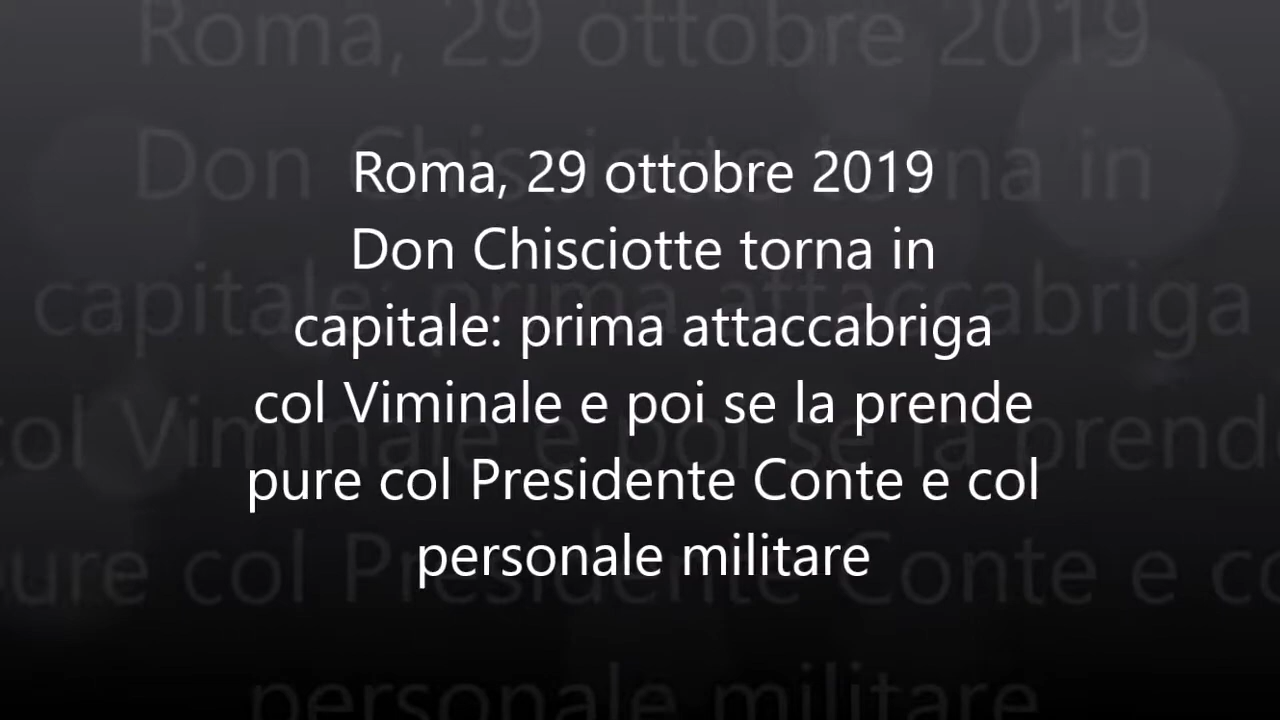 Roma, 29 ottobre 2019
Don Chisciotte torna in
capitale: prima attaccabriga
col Viminale e poi se la prende
pure col Presidente Conte e col
personale militare